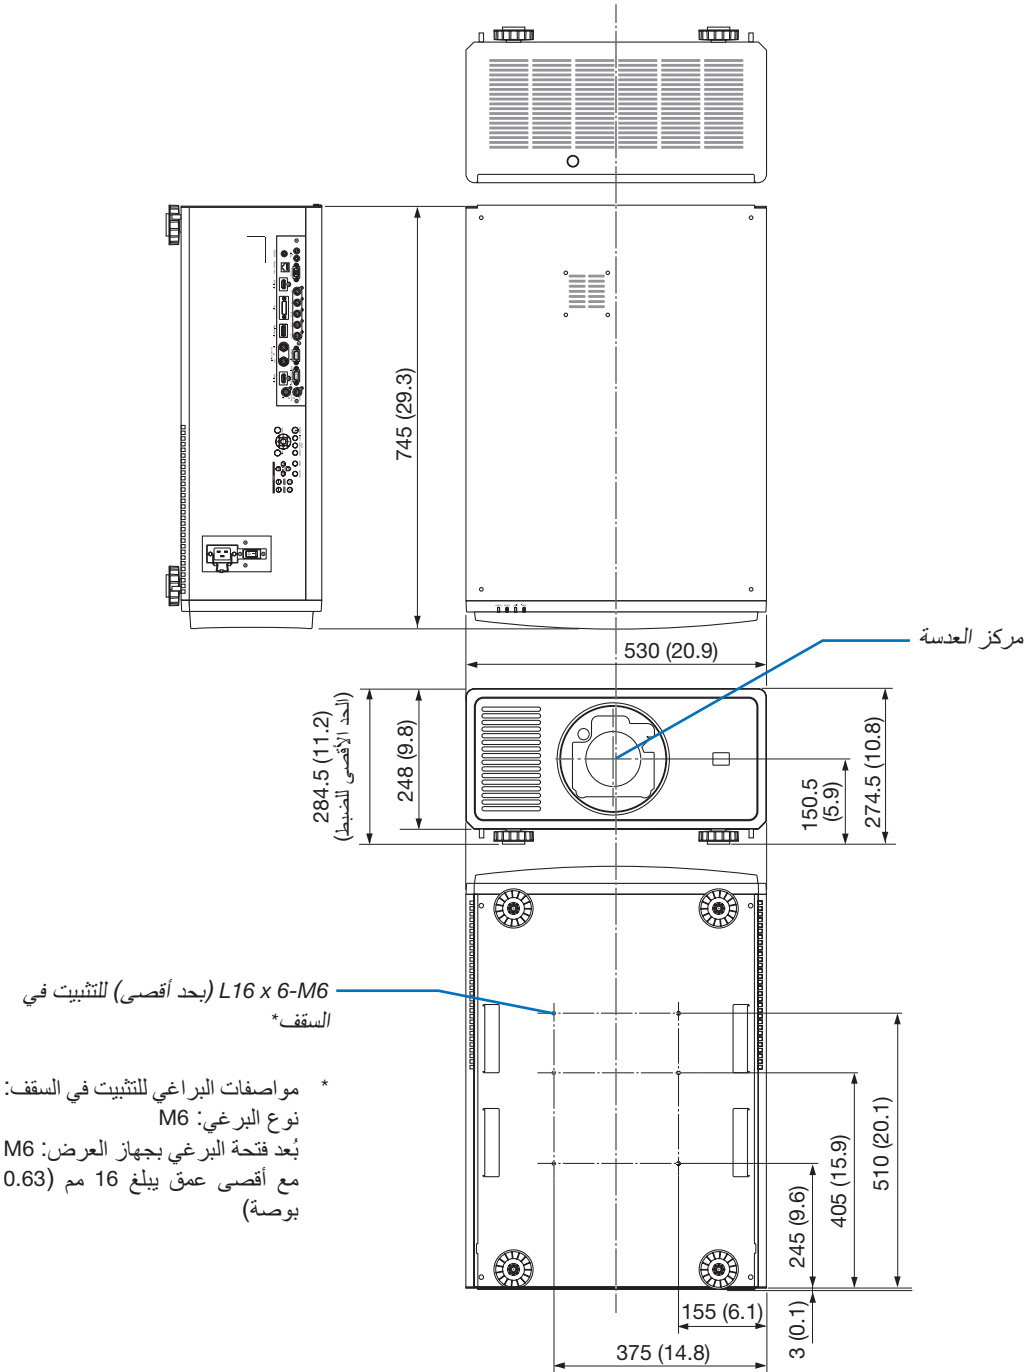 745 (29.3)
530 (20.9)
مركز العدسة
284.5 (11.2)
(الحد الأقصى للضبط)
248 (9.8)
150.5
(5.9)
274.5 (10.8)
L16 x 6-M6 (بحد أقصى) للتثبيت في
السقف*
* مواصفات البراغي للتثبيت في السقف:
نوع البرغي: M6
بُعد فتحة البرغي بجهاز العرض: M6
مع أقصى عمق يبلغ 16 مم (0.63
بوصة)
245 (9.6)
405 (15.9)
510 (20.1)
155 (6.1)
3 (0.1)
375 (14.8)